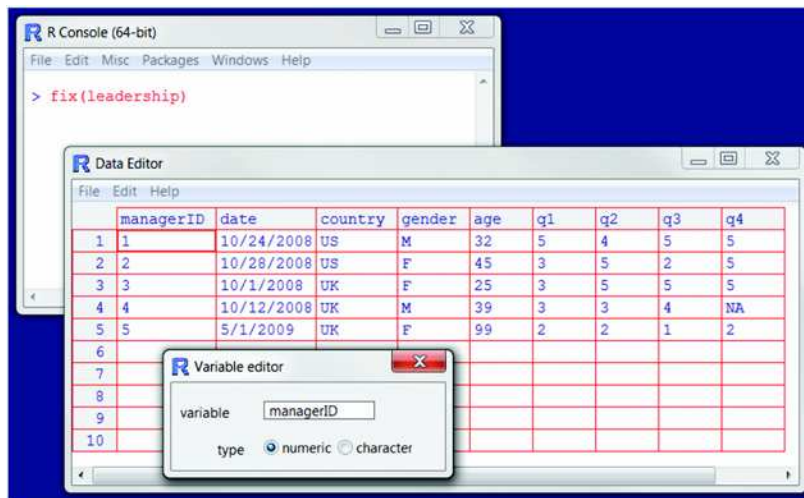 R Console (64-bit)
File Edit Misc Packages Windows Help
> fix(leadership)
Data Editor
File Edit Help
managerID date country gender age q1 q2 q3 q4
1 1 10/24/2008 US M 32 5 4 5 5
2 2 10/28/2008 US F 45 3 5 2 5
3 3 10/1/2008 UK F 25 3 5 5 5
4 4 10/12/2008 UK M 39 3 3 4 NA
5 5 5/1/2009 UK F 99 2 2 1 2
6
7
8
9
10
Variable editor
variable managerID
type numeric character